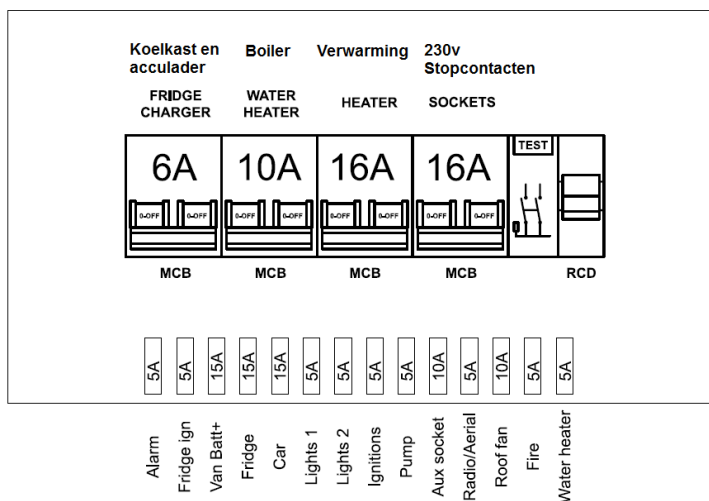 Koelkast en Boiler Verwarming 230v
acculader Stopcontacten
FRIDGE WATER HEATER SOCKETS
CHARGER HEATER
TEST
6A 10A 16A 16A
0-OFF 0-OFF 0-OFF 0-OFF 0-OFF 0-OFF 0-OFF 0-OFF
MCB MCB MCB MCB RCD
5A 5A 15A 15A 15A 5A 5A 5A 5A 10A 5A 10A 5A 5A
Alarm
Fridge ign
Van Batt+
Fridge
Car
Lights 1
Lights 2
Ignitions
Pump
Aux socket
Radio/Aerial
Roof fan
Fire
Water heater